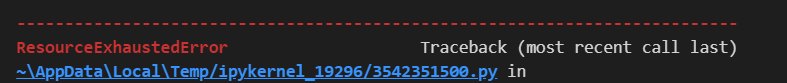 ---------------------------------------------------------------------------
ResourceExhaustedError                    Traceback (most recent call last)
~\AppData\Local\Temp/ipykernel_19296/3542351500.py in